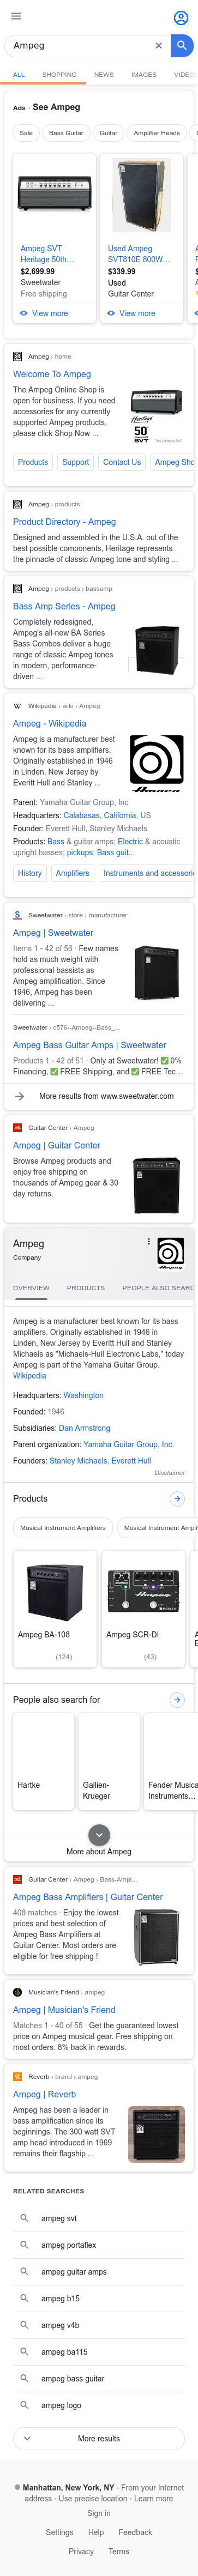 Ampeg
ALL SHOPPING NEWS IMAGES VIDEO
Ads · See Ampeg
Sale Bass Guitar Guitar Amplifier Heads
Ampeg SVT
Heritage 50th…
$2,699.99
Sweetwater
Free shipping
View more
Used Ampeg
SVT810E 800W…
$339.99
Used
Guitar Center
View more
Ampeg › home
Welcome To Ampeg
The Ampeg Online Shop is
open for business. If you need
accessories for any currently
supported Ampeg products,
please click Shop Now ...
Heritage
50
SVT
Products Support Contact Us Ampeg Sho
Ampeg › products
Product Directory - Ampeg
Designed and assembled in the U.S.A. out of the
best possible components, Heritage represents
the pinnacle of classic Ampeg tone and styling ...
Ampeg › products › bassamp
Bass Amp Series - Ampeg
Completely redesigned,
Ampeg's all-new BA Series
Bass Combos deliver a huge
range of classic Ampeg tones
in modern, performance-
driven ...
Wikipedia › wiki › Ampeg
Ampeg - Wikipedia
Ampeg is a manufacturer best
known for its bass amplifiers.
Originally established in 1946
in Linden, New Jersey by
Everett Hull and Stanley ...
Ampeg
Parent: Yamaha Guitar Group, Inc
Headquarters: Calabasas, California, US
Founder: Everett Hull, Stanley Michaels
Products: Bass & guitar amps; Electric & acoustic
upright basses; pickups; Bass guit...
History Amplifiers Instruments and accessorie
Sweetwater › store › manufacturer
Ampeg | Sweetwater
Items 1 - 42 of 56 - Few names
hold as much weight with
professional bassists as
Ampeg amplification. Since
1946, Ampeg has been
delivering ...
Sweetwater › c576--Ampeg--Bass_...
Ampeg Bass Guitar Amps | Sweetwater
Products 1 - 42 of 51 - Only at Sweetwater! ✅ 0%
Financing, ✅ FREE Shipping, and ✅ FREE Tec…
More results from www.sweetwater.com
Guitar Center › Ampeg
Ampeg | Guitar Center
Browse Ampeg products and
enjoy free shipping on
thousands of Ampeg gear & 30
day returns.
Ampeg
Company
Ampeg
OVERVIEW PRODUCTS PEOPLE ALSO SEARC
Ampeg is a manufacturer best known for its bass
amplifiers. Originally established in 1946 in
Linden, New Jersey by Everett Hull and Stanley
Michaels as "Michaels-Hull Electronic Labs," today
Ampeg is part of the Yamaha Guitar Group.
Wikipedia
Headquarters: Washington
Founded: 1946
Subsidiaries: Dan Armstrong
Parent organization: Yamaha Guitar Group, Inc.
Founders: Stanley Michaels, Everett Hull
Disclaimer
Products
Musical Instrument Amplifiers Musical Instrument Ampli
Ampeg BA-108
(124)
Ampeg SCR-DI
(43)
People also search for
Hartke
Gallien-
Krueger
Fender Musica
Instruments…
More about Ampeg
Guitar Center › Ampeg › Bass-Ampl...
Ampeg Bass Amplifiers | Guitar Center
408 matches - Enjoy the lowest
prices and best selection of
Ampeg Bass Amplifiers at
Guitar Center. Most orders are
eligible for free shipping !
Musician's Friend › ampeg
Ampeg | Musician's Friend
Matches 1 - 40 of 58 - Get the guaranteed lowest
price on Ampeg musical gear. Free shipping on
most orders. 8% back in rewards.
Reverb › brand › ampeg
Ampeg | Reverb
Ampeg has been a leader in
bass amplification since its
beginnings. The 300 watt SVT
amp head introduced in 1969
remains their flagship ...
RELATED SEARCHES
ampeg svt
ampeg portaflex
ampeg guitar amps
ampeg b15
ampeg v4b
ampeg ba115
ampeg bass guitar
ampeg logo
More results
Manhattan, New York, NY - From your Internet
address - Use precise location - Learn more
Sign in
Settings Help Feedback
Privacy Terms